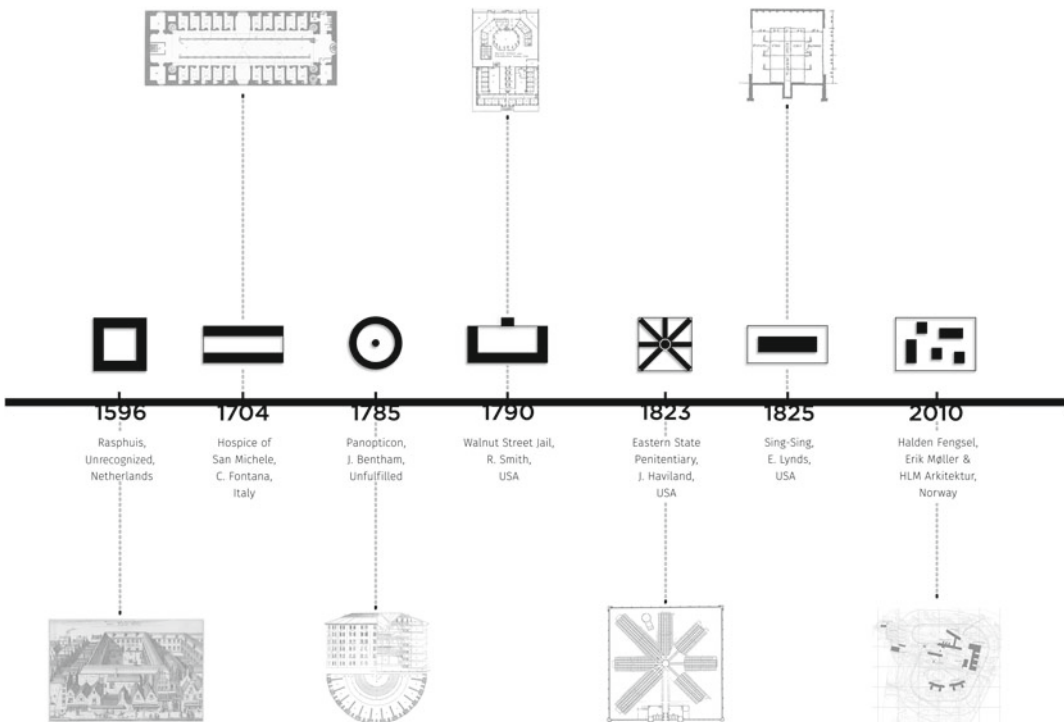 1596
Rasphuis,
Unrecognized,
Netherlands
1704
Hospice of
San Michele,
C. Fontana,
Italy
1785
Panopticon,
J. Bentham,
Unfulfilled
1790
Walnut Street Jail,
R. Smith,
USA
1823
Eastern State
Penitentiary,
J. Haviland,
USA
1825
Sing-Sing,
E. Lynds,
USA
2010
Halden Fengsel,
Erik Møller &
HLM Arkitektur,
Norway